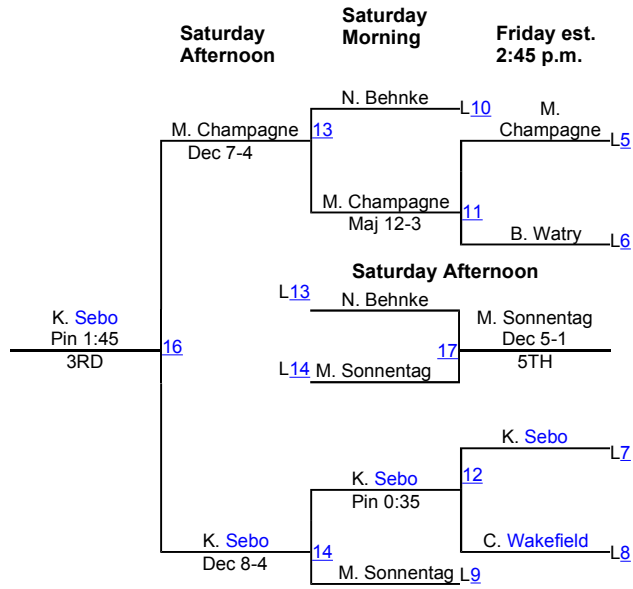 Saturday
Afternoon
Saturday
Morning
Friday est.
2:45 p.m.
N. Behnke
L10
M.
Champagne
L5
M. Champagne
13
Dec 7-4
M. Champagne
11
Maj 12-3
B. Watry
L6
Saturday Afternoon
L13
N. Behnke
K. Sebo
Pin 1:45
16
3RD
M. Sonnentag
17
Dec 5-1
5TH
L14
M. Sonnentag
K. Sebo
L7
K. Sebo
12
Pin 0:35
K. Sebo
14
Dec 8-4
C. Wakefield
L8
M. Sonnentag
L9